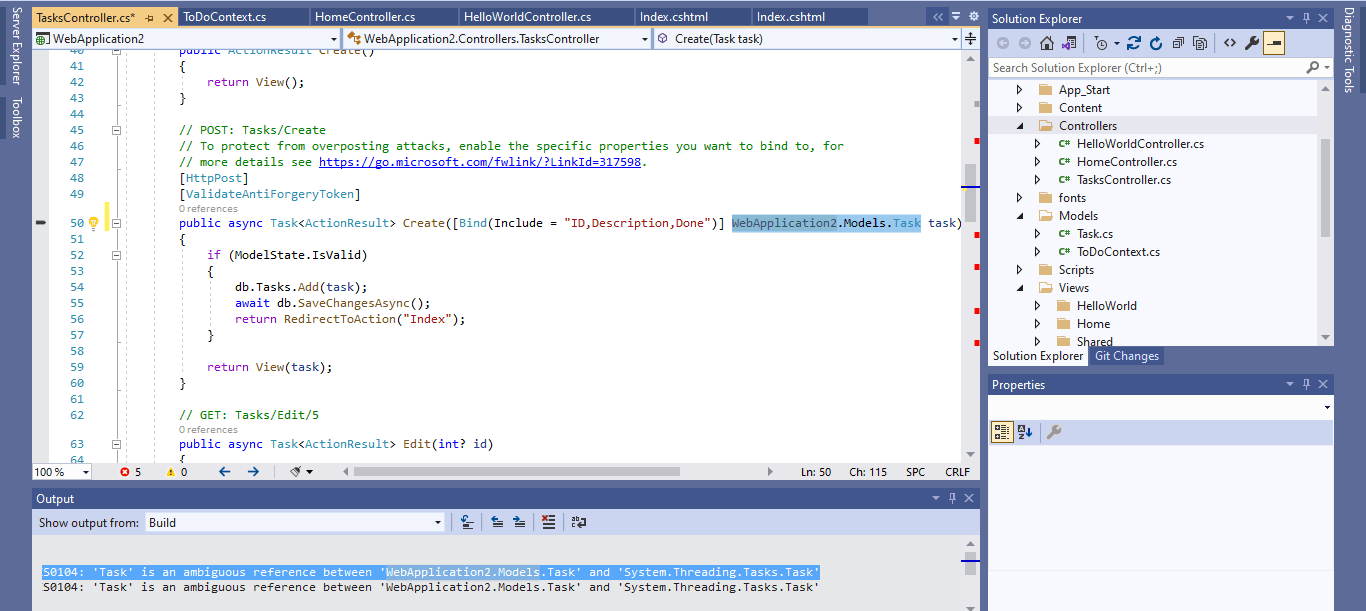 Server Explorer
Toolbox
TasksController.cs*
ToDoContext.cs
HomeController.cs
HelloWorldController.cs
Index.cshtml
Index.cshtml
WebApplication2
WebApplication2.Controllers.TasksController
Create(Task task)
40 public ActionResult Create()
41 {
42 return View();
43 }
44
45 // POST: Tasks/Create
46 // To protect from overposting attacks, enable the specific properties you want to bind to, for
47 // more details see https://go.microsoft.com/fwlink/?LinkId=317598.
48 [HttpPost]
49 [ValidateAntiForgeryToken]
0 references
50 public async Task<ActionResult> Create([Bind(Include = "ID,Description,Done")] WebApplication2.Models.Task task)
51 {
52 if (ModelState.IsValid)
53 {
54 db.Tasks.Add(task);
55 await db.SaveChangesAsync();
56 return RedirectToAction("Index");
57 }
58
59 return View(task);
60 }
61
62 // GET: Tasks/Edit/5
0 references
63 public async Task<ActionResult> Edit(int? id)
64 {
100 %
5
0
Ln: 50
Ch: 115
SPC
CRLF
Output
Show output from: Build
S0104: 'Task' is an ambiguous reference between 'WebApplication2.Models.Task' and 'System.Threading.Tasks.Task'
S0104: 'Task' is an ambiguous reference between 'WebApplication2.Models.Task' and 'System.Threading.Tasks.Task'
Solution Explorer
Search Solution Explorer (Ctrl+;)
App_Start
Content
Controllers
C# HelloWorldController.cs
C# HomeController.cs
C# TasksController.cs
fonts
Models
C# Task.cs
C# ToDoContext.cs
Scripts
Views
HelloWorld
Home
Shared
Solution Explorer
Git Changes
Properties
Diagnostic Tools